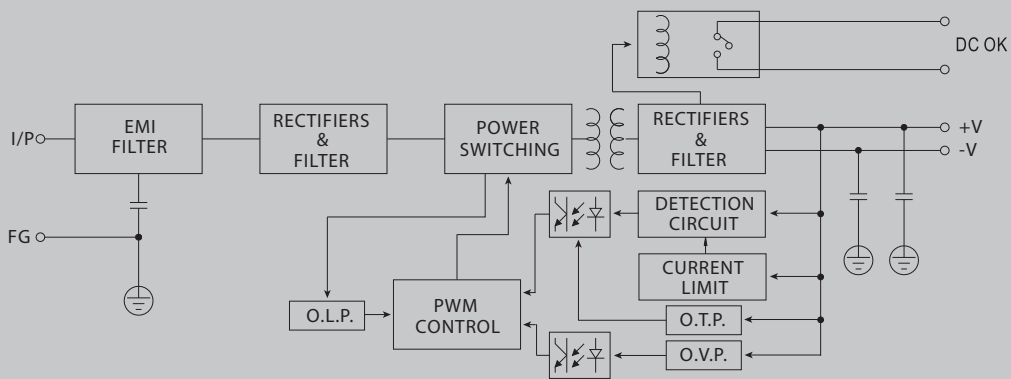 DC OK
I/P
EMI
FILTER
RECTIFIERS
&
FILTER
POWER
SWITCHING
RECTIFIERS
&
FILTER
+V
-V
FG
DETECTION
CIRCUIT
CURRENT
LIMIT
O.L.P.
PWM
CONTROL
O.T.P.
O.V.P.